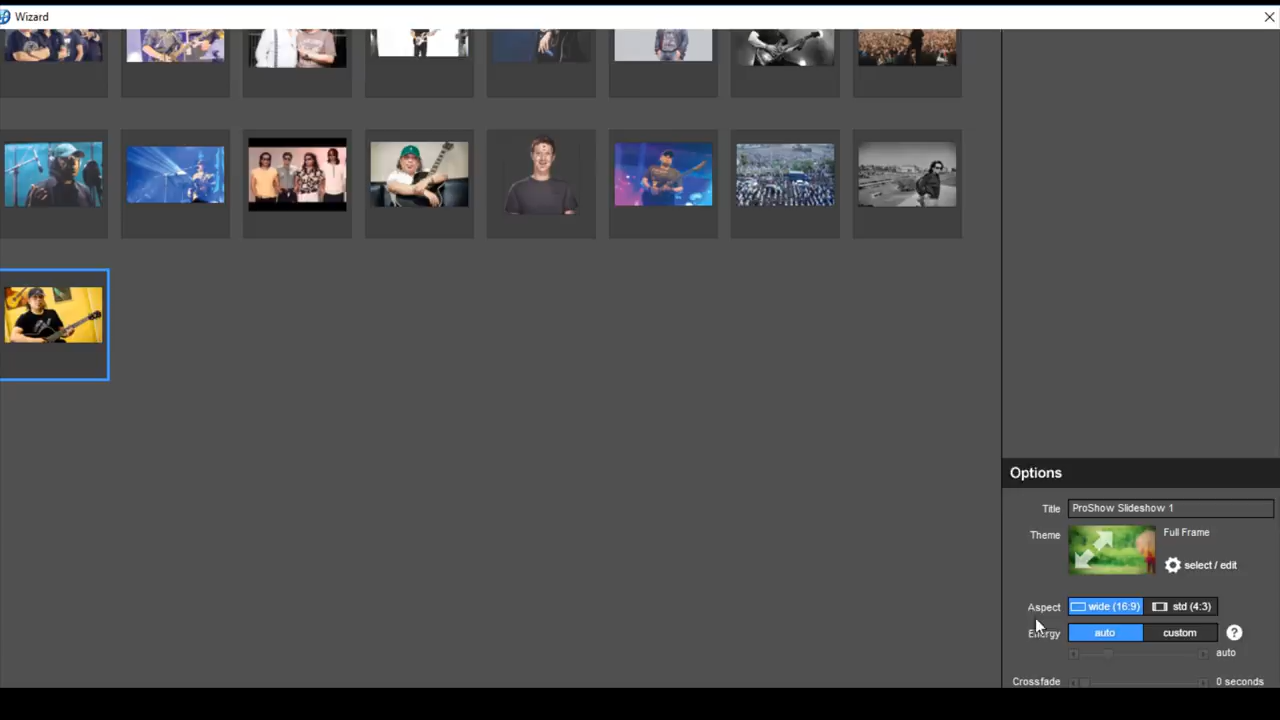 Wizard
Options
Title ProShow Slideshow 1
Theme Full Frame
select / edit
Aspect wide (16:9) std (4:3)
Energy auto custom ?
auto
Crossfade 0 seconds